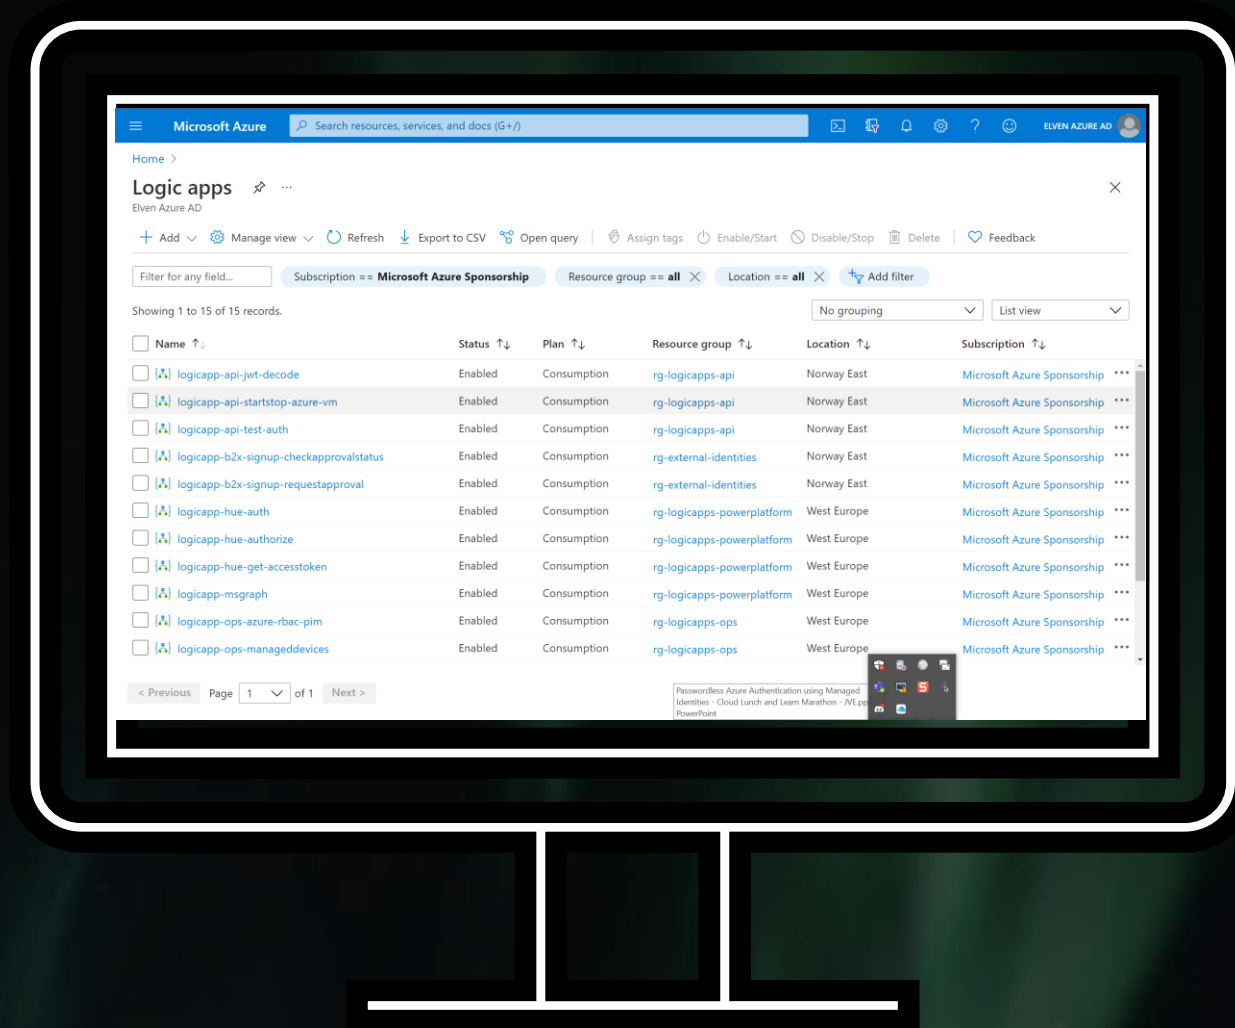 Microsoft Azure Search resources, services, and docs (G+/) ELVEN AZURE AD
Home >
Logic apps ...
Elven Azure AD
Add Manage view Refresh Export to CSV Open query Assign tags Enable/Start Disable/Stop Delete Feedback
Filter for any field... Subscription == Microsoft Azure Sponsorship Resource group == all Location == all Add filter
Showing 1 to 15 of 15 records. No grouping List view
Name Status Plan Resource group Location Subscription
logicapp-api-jwt-decode Enabled Consumption rg-logicapps-api Norway East Microsoft Azure Sponsorship ...
logicapp-api-startstop-azure-vm Enabled Consumption rg-logicapps-api Norway East Microsoft Azure Sponsorship ...
logicapp-api-test-auth Enabled Consumption rg-logicapps-api Norway East Microsoft Azure Sponsorship ...
logicapp-b2x-signup-checkapprovalstatus Enabled Consumption rg-external-identities Norway East Microsoft Azure Sponsorship ...
logicapp-b2x-signup-requestapproval Enabled Consumption rg-external-identities Norway East Microsoft Azure Sponsorship ...
logicapp-hue-auth Enabled Consumption rg-logicapps-powerplatform West Europe Microsoft Azure Sponsorship ...
logicapp-hue-authorize Enabled Consumption rg-logicapps-powerplatform West Europe Microsoft Azure Sponsorship ...
logicapp-hue-get-accesstoken Enabled Consumption rg-logicapps-powerplatform West Europe Microsoft Azure Sponsorship ...
logicapp-msgraph Enabled Consumption rg-logicapps-powerplatform West Europe Microsoft Azure Sponsorship ...
logicapp-ops-azure-rbac-pim Enabled Consumption rg-logicapps-ops West Europe Microsoft Azure Sponsorship ...
logicapp-ops-manageddevices Enabled Consumption rg-logicapps-ops West Europe Microsoft Azure Sponsorship ...
< Previous Page 1 of 1 Next >
Passwordless Azure Authentication using Managed
Identities - Cloud Lunch and Learn Marathon - JVE.pp
PowerPoint